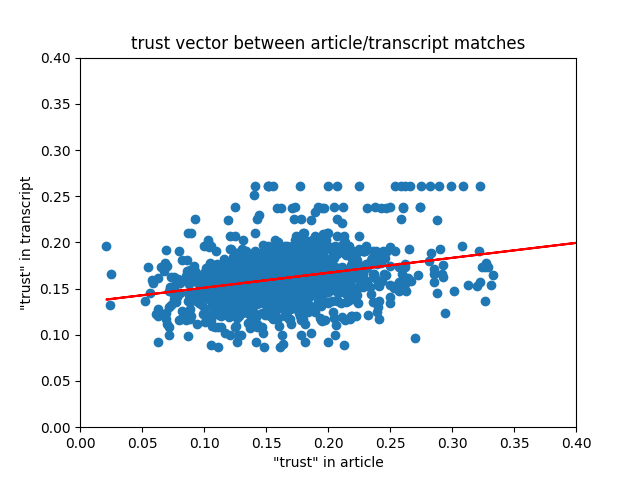 trust vector between article/transcript matches
0.40
0.35
0.30
0.25
0.20
0.15
0.10
0.05
0.00
"trust" in transcript
0.00 0.05 0.10 0.15 0.20 0.25 0.30 0.35 0.40
"trust" in article